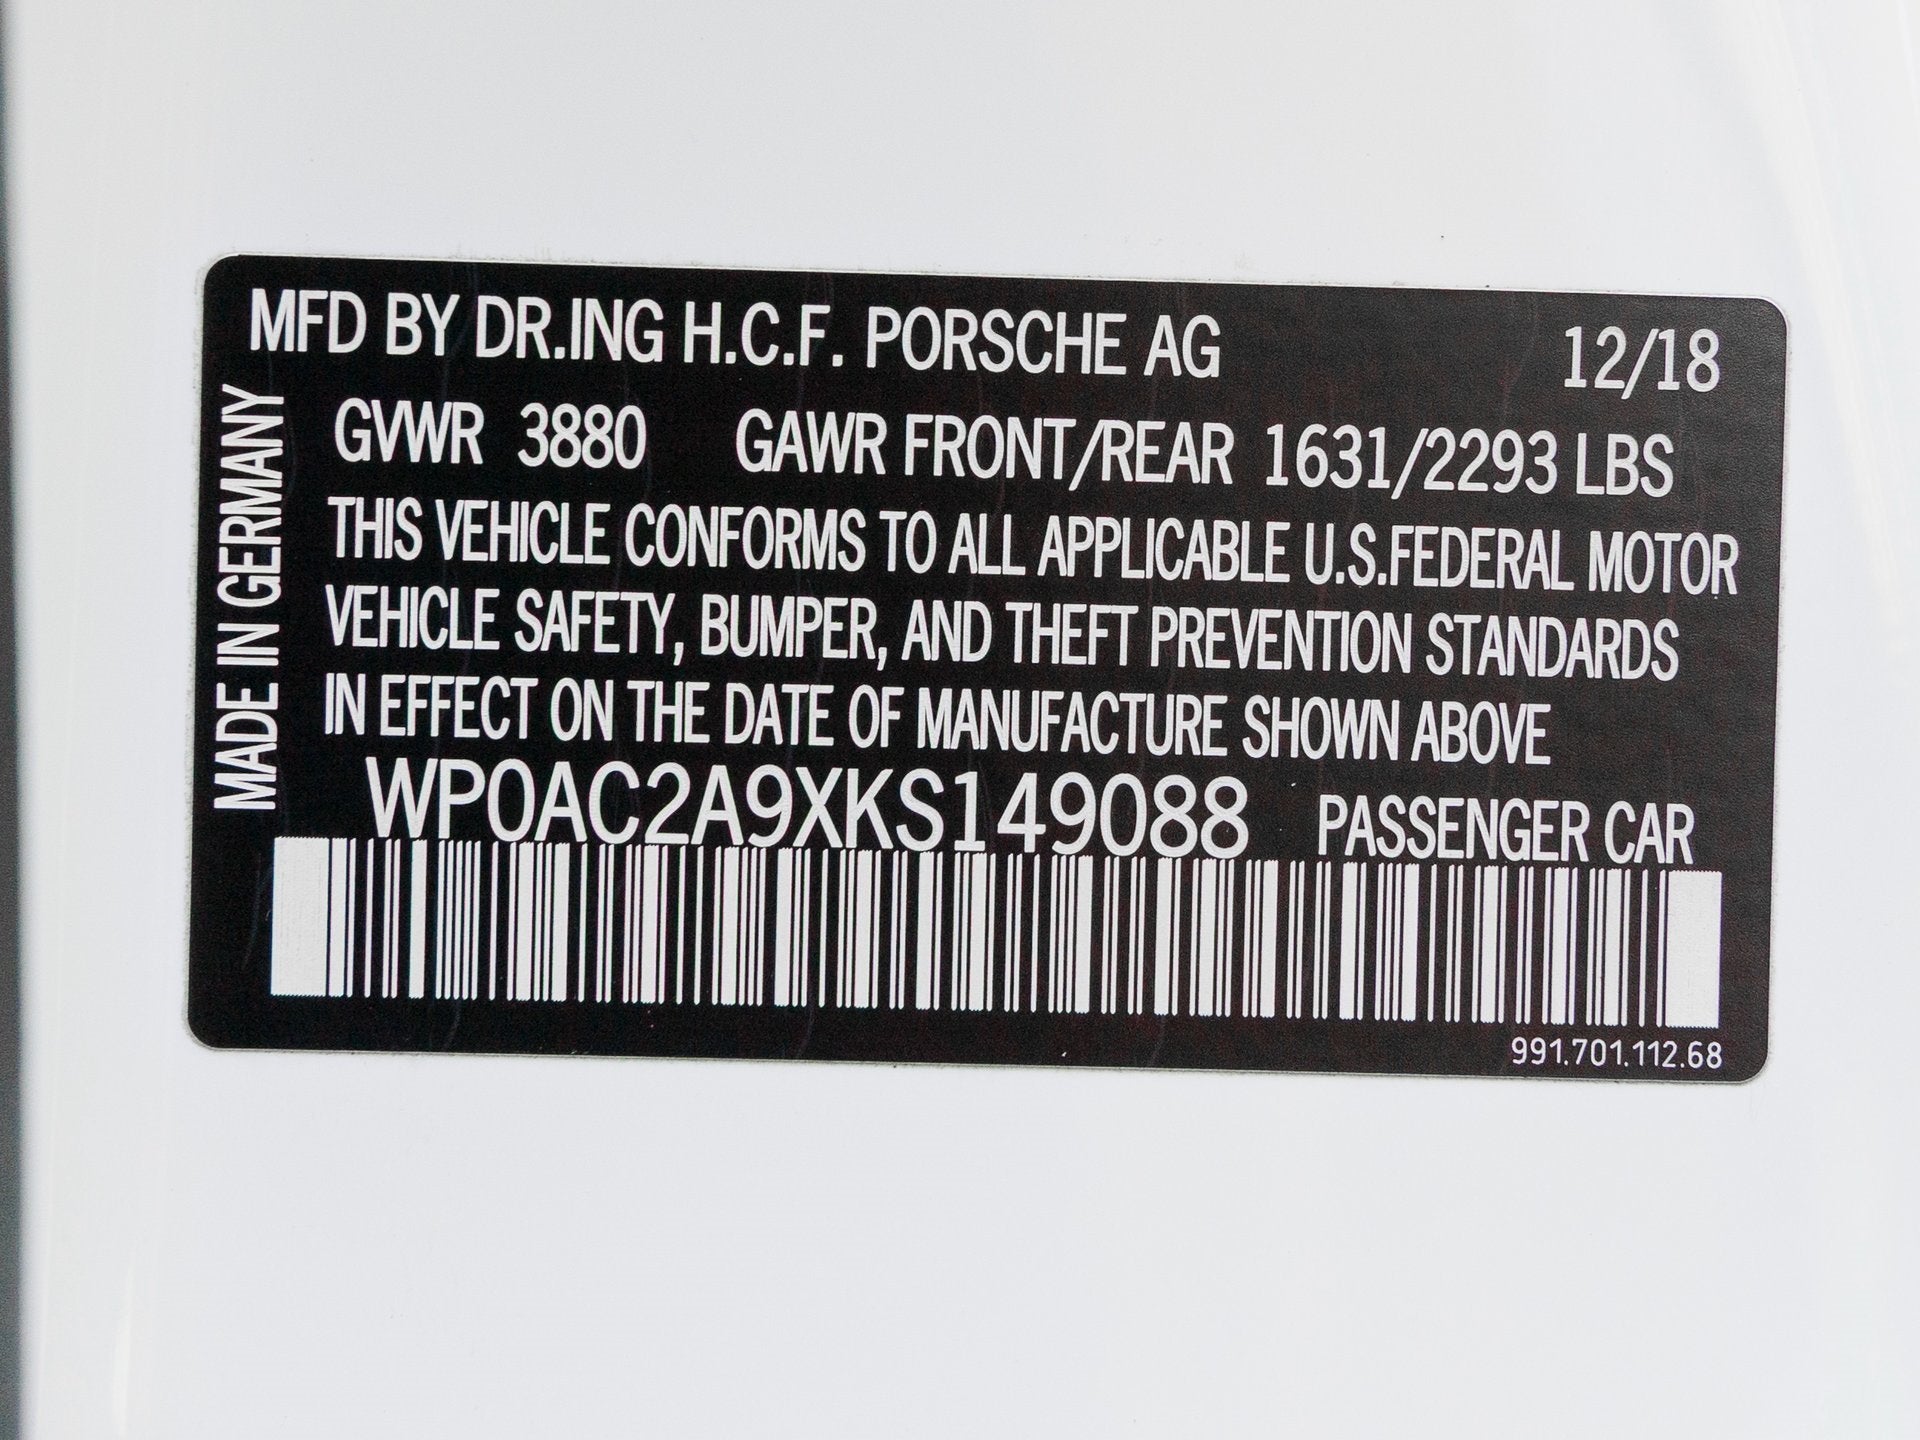 MFD BY DR.ING H.C.F. PORSCHE AG 12/18
MADE IN GERMANY
GVWR 3880 GAWR FRONT/REAR 1631/2293 LBS
THIS VEHICLE CONFORMS TO ALL APPLICABLE U.S.FEDERAL MOTOR
VEHICLE SAFETY, BUMPER, AND THEFT PREVENTION STANDARDS
IN EFFECT ON THE DATE OF MANUFACTURE SHOWN ABOVE
WP0AC2A9XKS149088 PASSENGER CAR
991.701.112.68